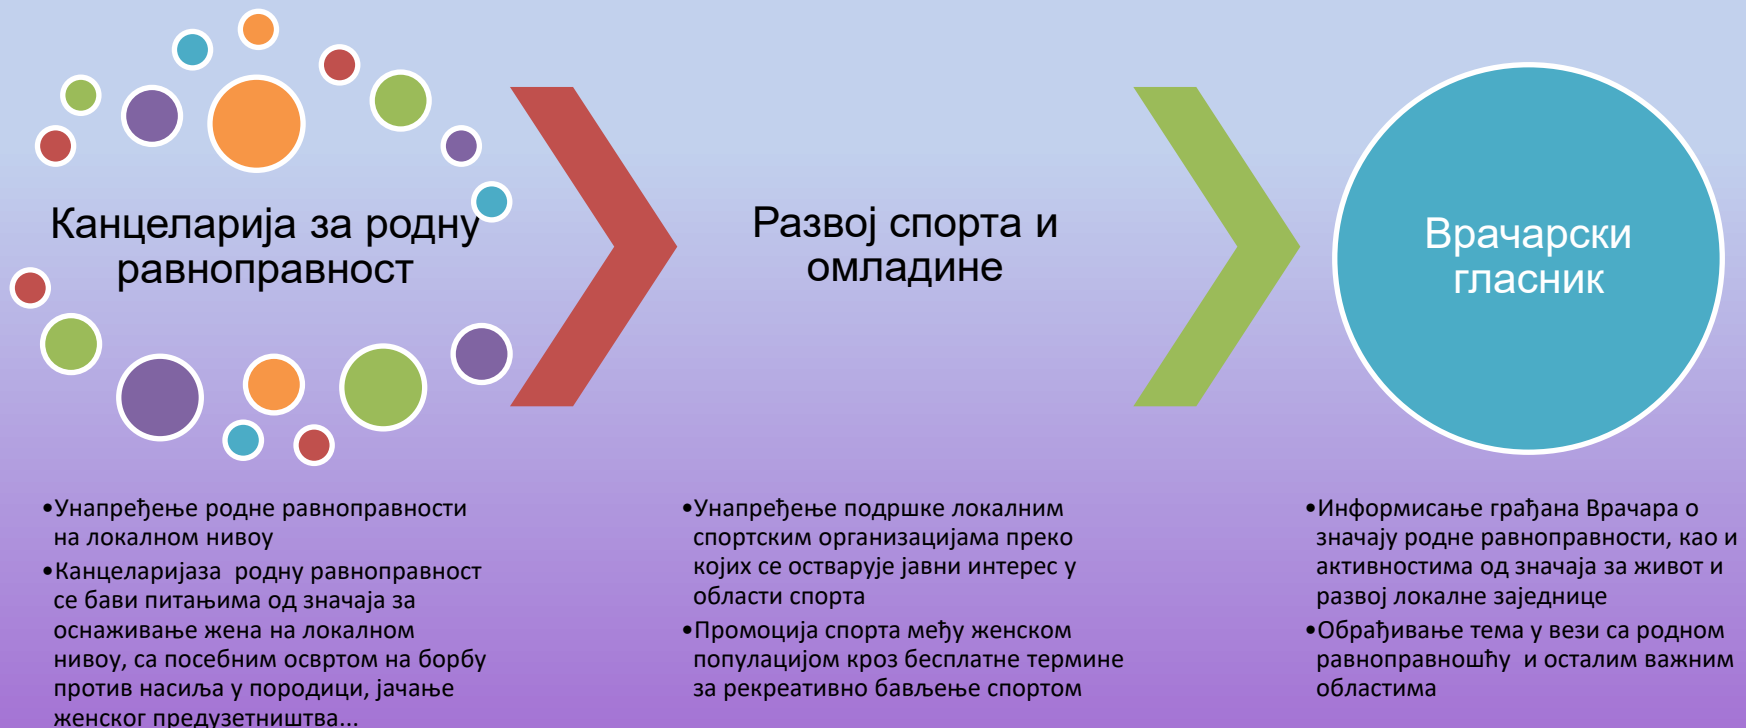 Канцеларија за родну
равноправност
•Унапређење родне равноправности
на локалном нивоу
•Канцеларијаза  родну равноправност
се бави питањима од значаја за
оснаживање жена на локалном
нивоу, са посебним освртом на борбу
против насиља у породици, јачање
женског предузетништва...
Развој спорта и
омладине
•Унапређење подршке локалним
спортским организацијама преко
којих се остварује јавни интерес у
области спорта
•Промоција спорта међу женском
популацијом кроз бесплатне термине
за рекреативно бављење спортом
Врачарски
гласник
•Информисање грађана Врачара о
значају родне равноправности, као и
активностима од значаја за живот и
развој локалне заједнице
•Обрађивање тема у вези са родном
равноправношћу  и осталим важним
областима